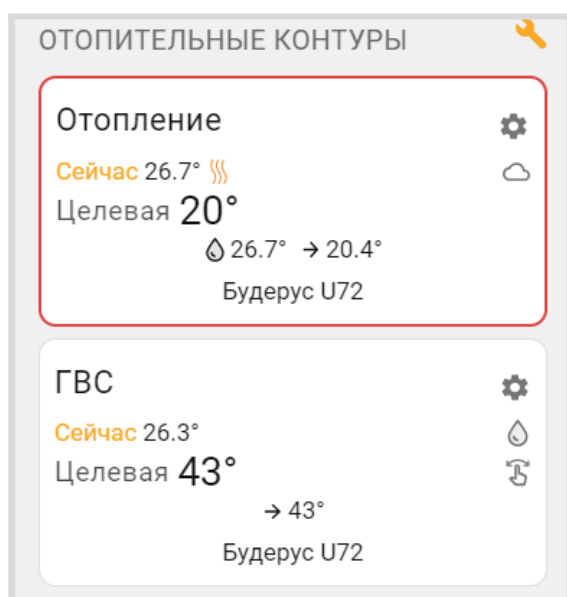 ОТОПИТЕЛЬНЫЕ КОНТУРЫ
Отопление
Сейчас 26.7°
Целевая 20°
26.7° → 20.4°
Будерус U72
ГВС
Сейчас 26.3°
Целевая 43°
→ 43°
Будерус U72